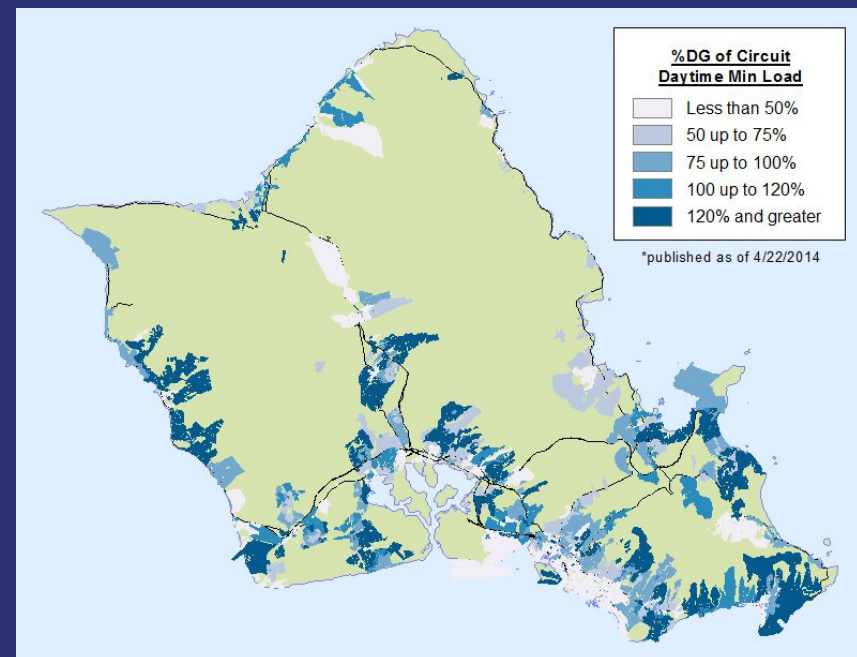 %DG of Circuit
Daytime Min Load
Less than 50%
50 up to 75%
75 up to 100%
100 up to 120%
120% and greater
*published as of 4/22/2014